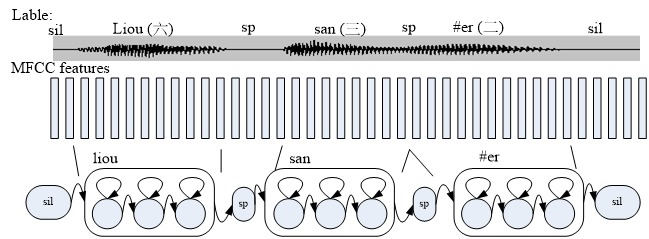 Lable:
sil Liou (六) sp san (三) sp #er (二) sil
MFCC features
liou san #er
sil sp sp sil